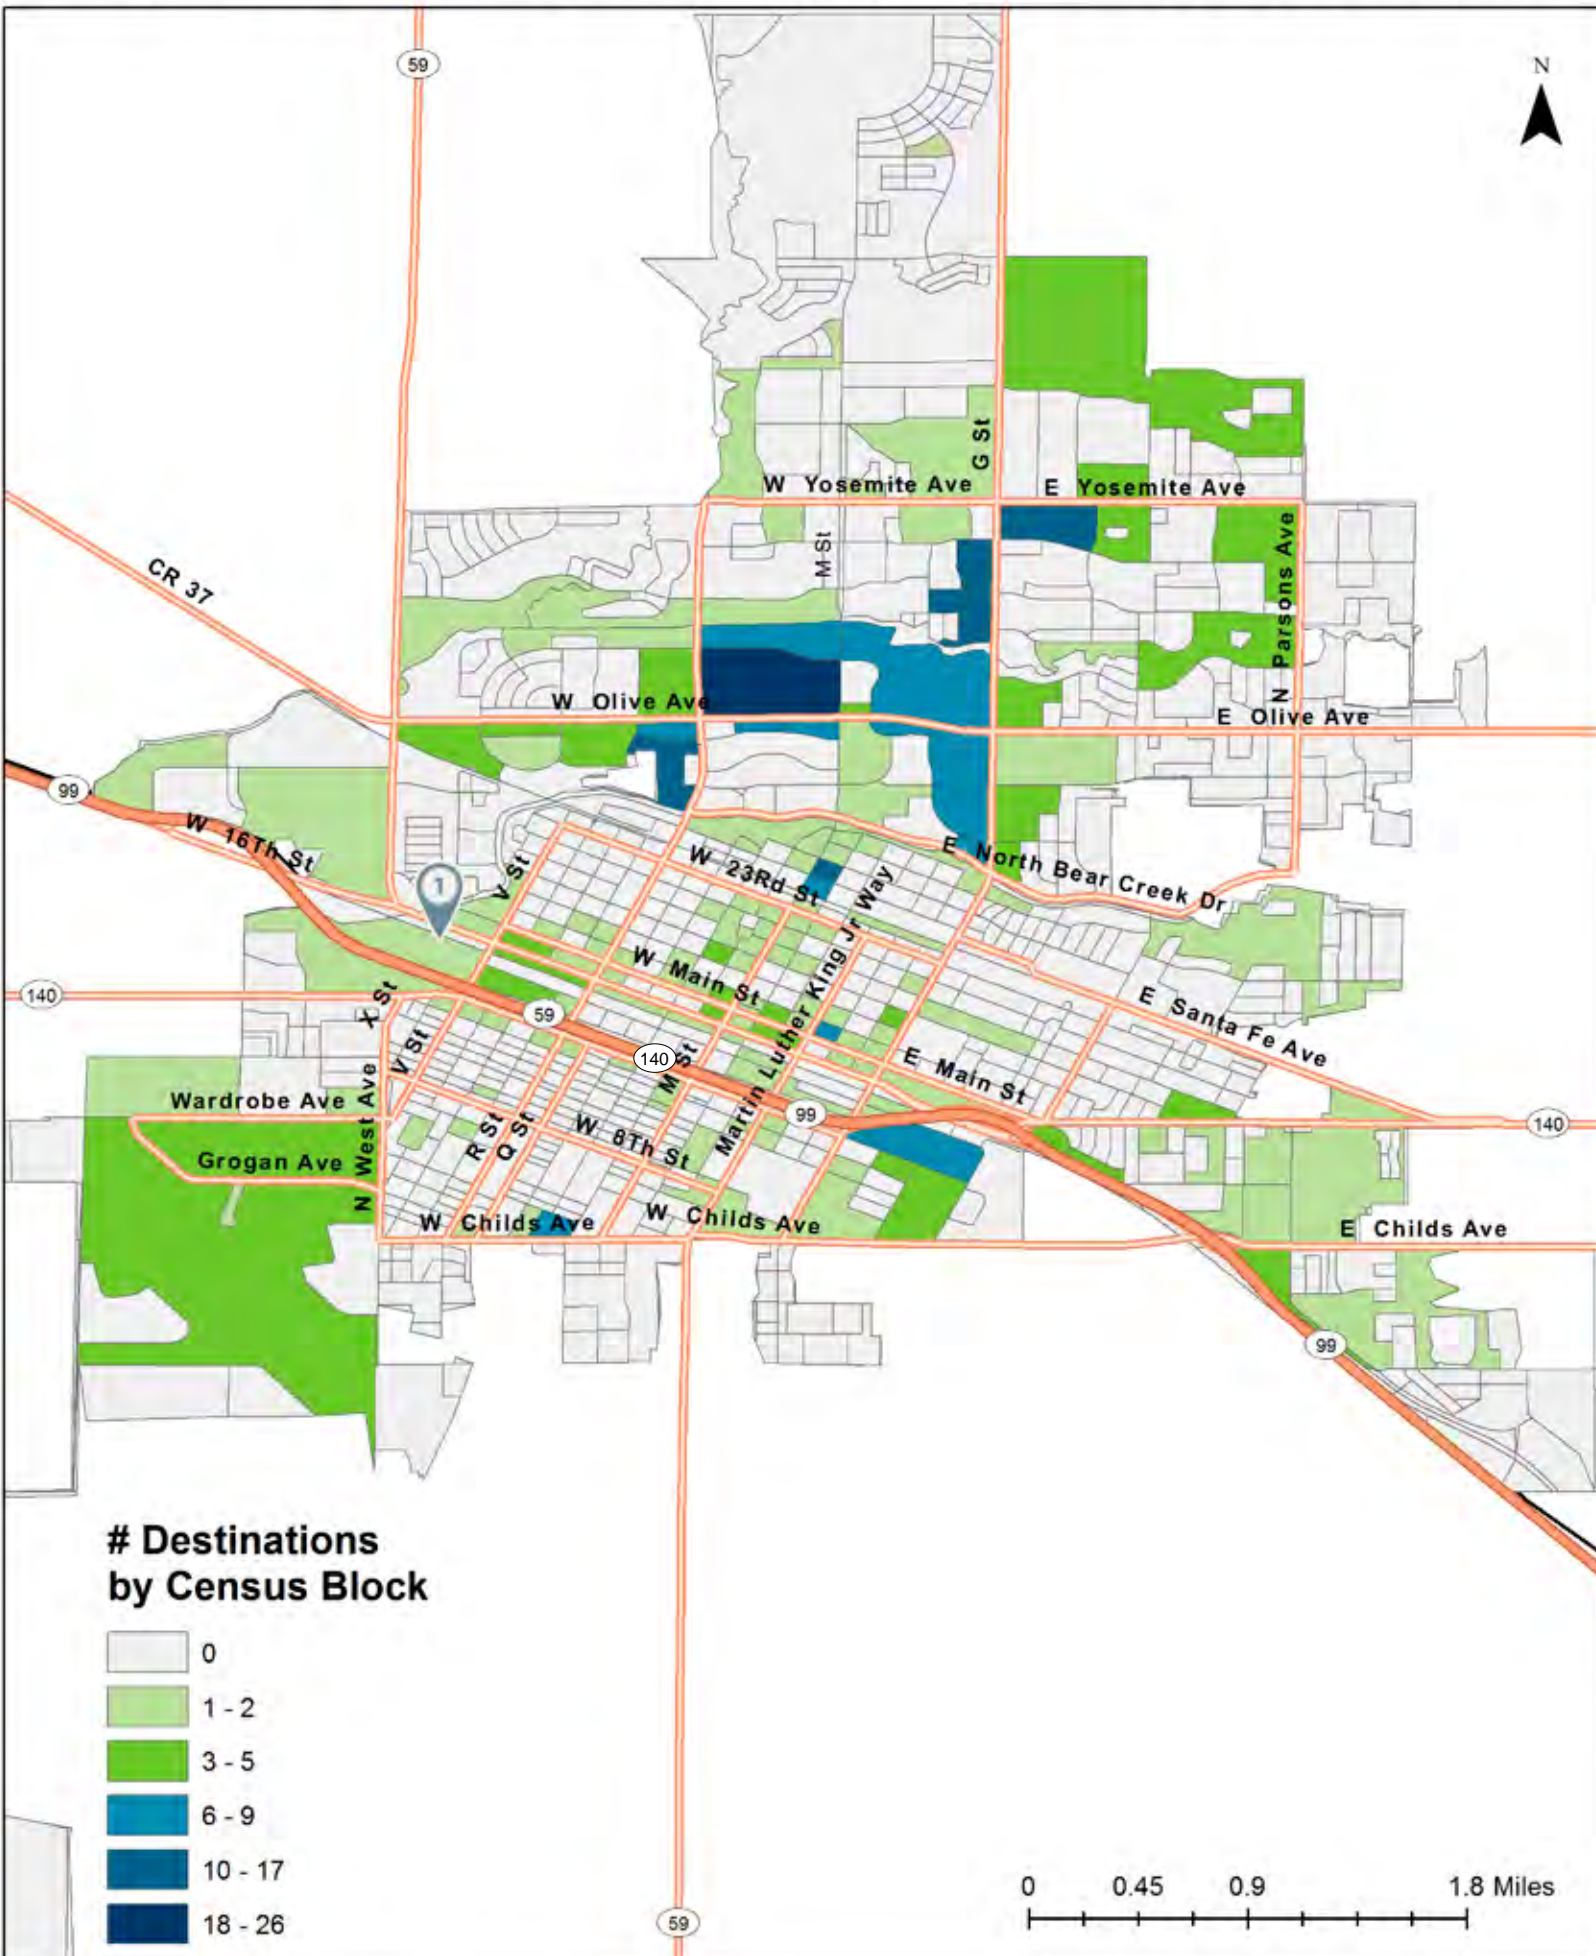 59
N
G St
W Yosemite Ave
E Yosemite Ave
M St
N Parsons Ave
CR 37
W Olive Ave
E Olive Ave
99
W 16Th St
1
V St
W 23Rd St
E North Bear Creek Dr
Martin Luther King Jr Way
W Main St
140
X St
59
E Santa Fe Ave
V St
140
M St
E Main St
Wardrobe Ave
99
140
N West Ave
R St
Q St
W 8Th St
Grogan Ave
W Childs Ave
W Childs Ave
E Childs Ave
99
# Destinations
by Census Block
0
1 - 2
3 - 5
6 - 9
10 - 17
18 - 26
0 0.45 0.9 1.8 Miles
59